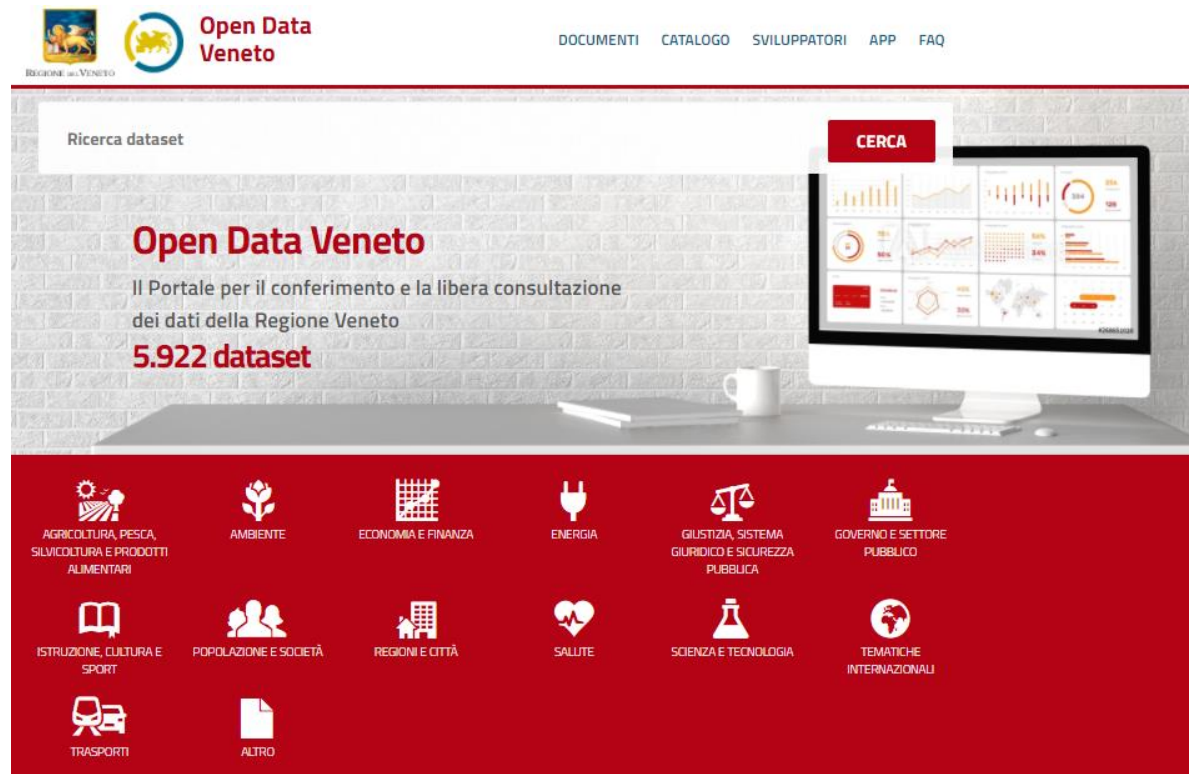 REGIONE DEL VENETO
Open Data
Veneto
DOCUMENTI CATALOGO SVILUPPATORI APP FAQ
Ricerca dataset
CERCA
Open Data Veneto
Il Portale per il conferimento e la libera consultazione
dei dati della Regione Veneto
5.922 dataset
AGRICOLTURA, PESCA,
SILVICOLTURA E PRODOTTI
ALIMENTARI
AMBIENTE
ECONOMIA E FINANZA
ENERGIA
GIUSTIZIA, SISTEMA
GIURIDICO E SICUREZZA
PUBBLICA
GOVERNO E SETTORE
PUBBLICO
ISTRUZIONE, CULTURA E
SPORT
POPOLAZIONE E SOCIETÀ
REGIONI E CITTÀ
SALUTE
SCIENZA E TECNOLOGIA
TEMATICHE
INTERNAZIONALI
TRASPORTI
ALTRO